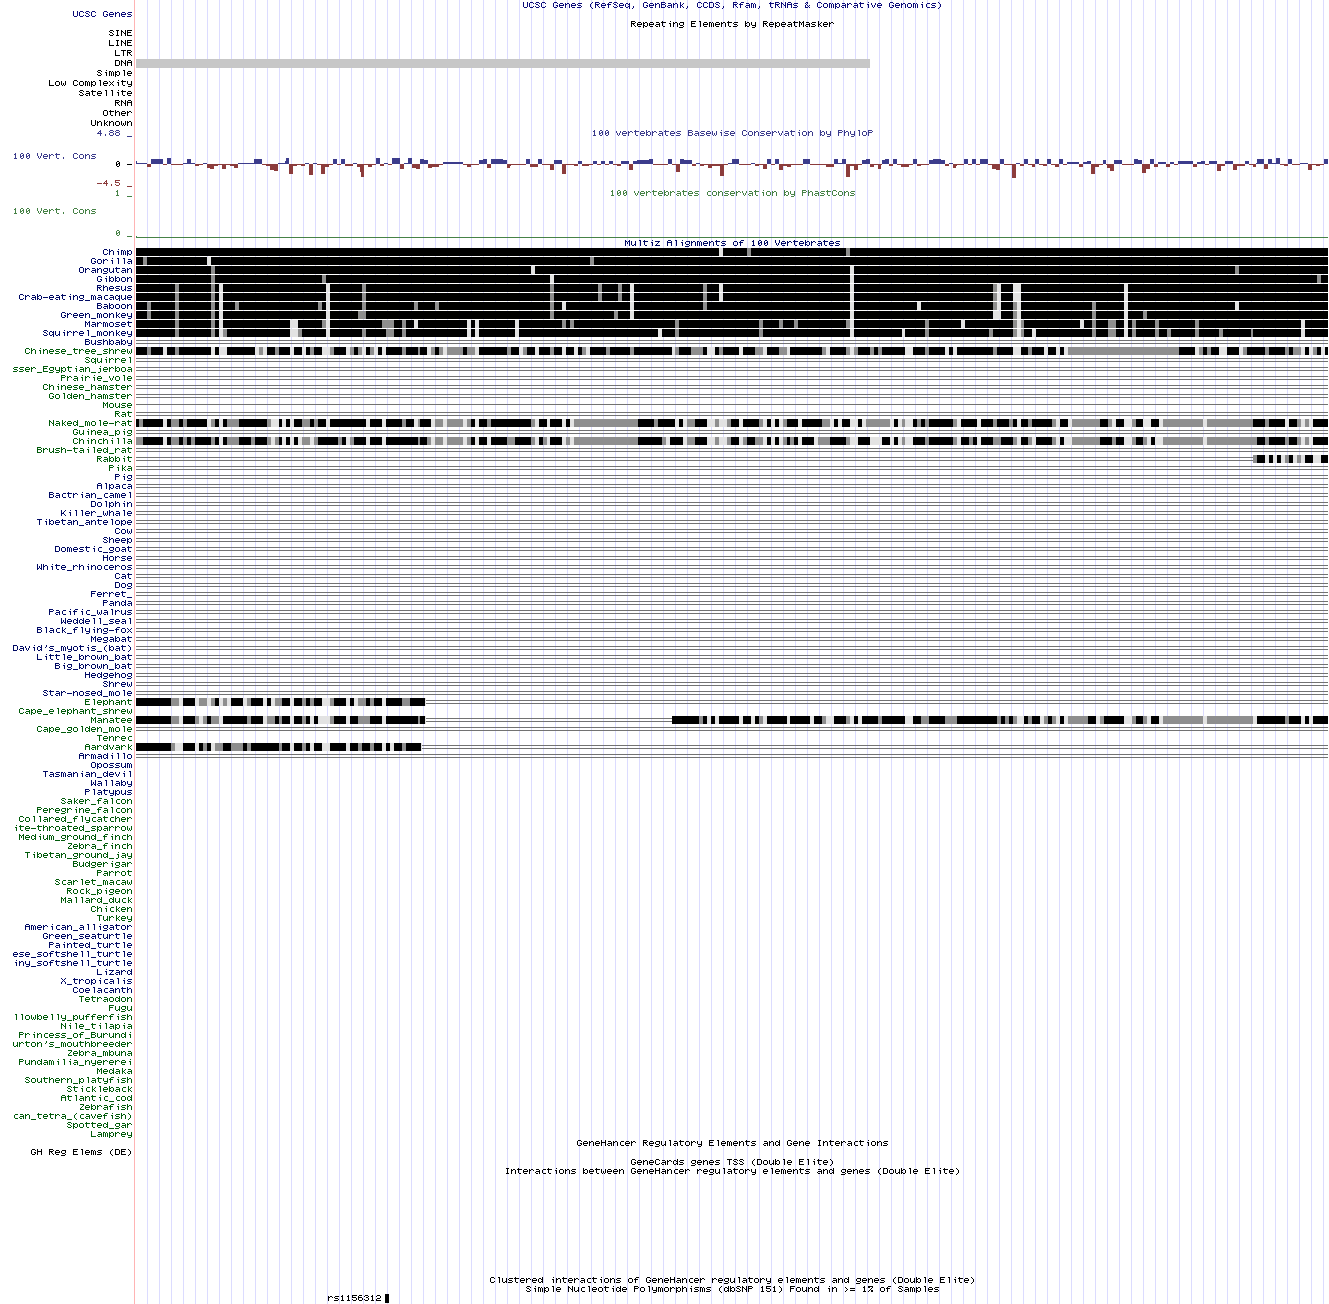 UCSC Genes (RefSeq, GenBank, CCDS, Rfam, tRNAs & Comparative Genomics)
UCSC Genes
Repeating Elements by RepeatMasker
SINE
LINE
LTR
DNA
Simple
Low Complexity
Satellite
RNA
Other
Unknown
4.88 _
100 vertebrates Basewise Conservation by PhyloP
100 Vert. Cons
0 -
-4.5 _
1 _
100 vertebrates conservation by PhastCons
100 Vert. Cons
0 _
Multiz Alignments of 100 Vertebrates
Chimp
Gorilla
Orangutan
Gibbon
Rhesus
Crab-eating_macaque
Baboon
Green_monkey
Marmoset
Squirrel_monkey
Bushbaby
Chinese_tree_shrew
Squirrel
sser_Egyptian_jerboa
Prairie_vole
Chinese_hamster
Golden_hamster
Mouse
Rat
Naked_mole-rat
Guinea_pig
Chinchilla
Brush-tailed_rat
Rabbit
Pika
Pig
Alpaca
Bactrian_camel
Dolphin
Killer_whale
Tibetan_antelope
Cow
Sheep
Domestic_goat
Horse
White_rhinoceros
Cat
Dog
Ferret_
Panda
Pacific_walrus
Weddell_seal
Black_flying-fox
Megabat
David's_myotis_(bat)
Little_brown_bat
Big_brown_bat
Hedgehog
Shrew
Star-nosed_mole
Elephant
Cape_elephant_shrew
Manatee
Cape_golden_mole
Tenrec
Aardvark
Armadillo
Opossum
Tasmanian_devil
Wallaby
Platypus
Saker_falcon
Peregrine_falcon
Collared_flycatcher
ite-throated_sparrow
Medium_ground_finch
Zebra_finch
Tibetan_ground_jay
Budgerigar
Parrot
Scarlet_macaw
Rock_pigeon
Mallard_duck
Chicken
Turkey
American_alligator
Green_seaturtle
Painted_turtle
ese_softshell_turtle
iny_softshell_turtle
Lizard
X_tropicalis
Coelacanth
Tetraodon
Fugu
llowbelly_pufferfish
Nile_tilapia
Princess_of_Burundi
urton's_mouthbreeder
Zebra_mbuna
Pundamilia_nyererei
Medaka
Southern_platyfish
Stickleback
Atlantic_cod
Zebrafish
can_tetra_(cavefish)
Spotted_gar
Lamprey
GeneHancer Regulatory Elements and Gene Interactions
GH Reg Elems (DE)
GeneCards genes TSS (Double Elite)
Interactions between GeneHancer regulatory elements and genes (Double Elite)
Clustered interactions of GeneHancer regulatory elements and genes (Double Elite)
Simple Nucleotide Polymorphisms (dbSNP 151) Found in >= 1% of Samples
rs1156312